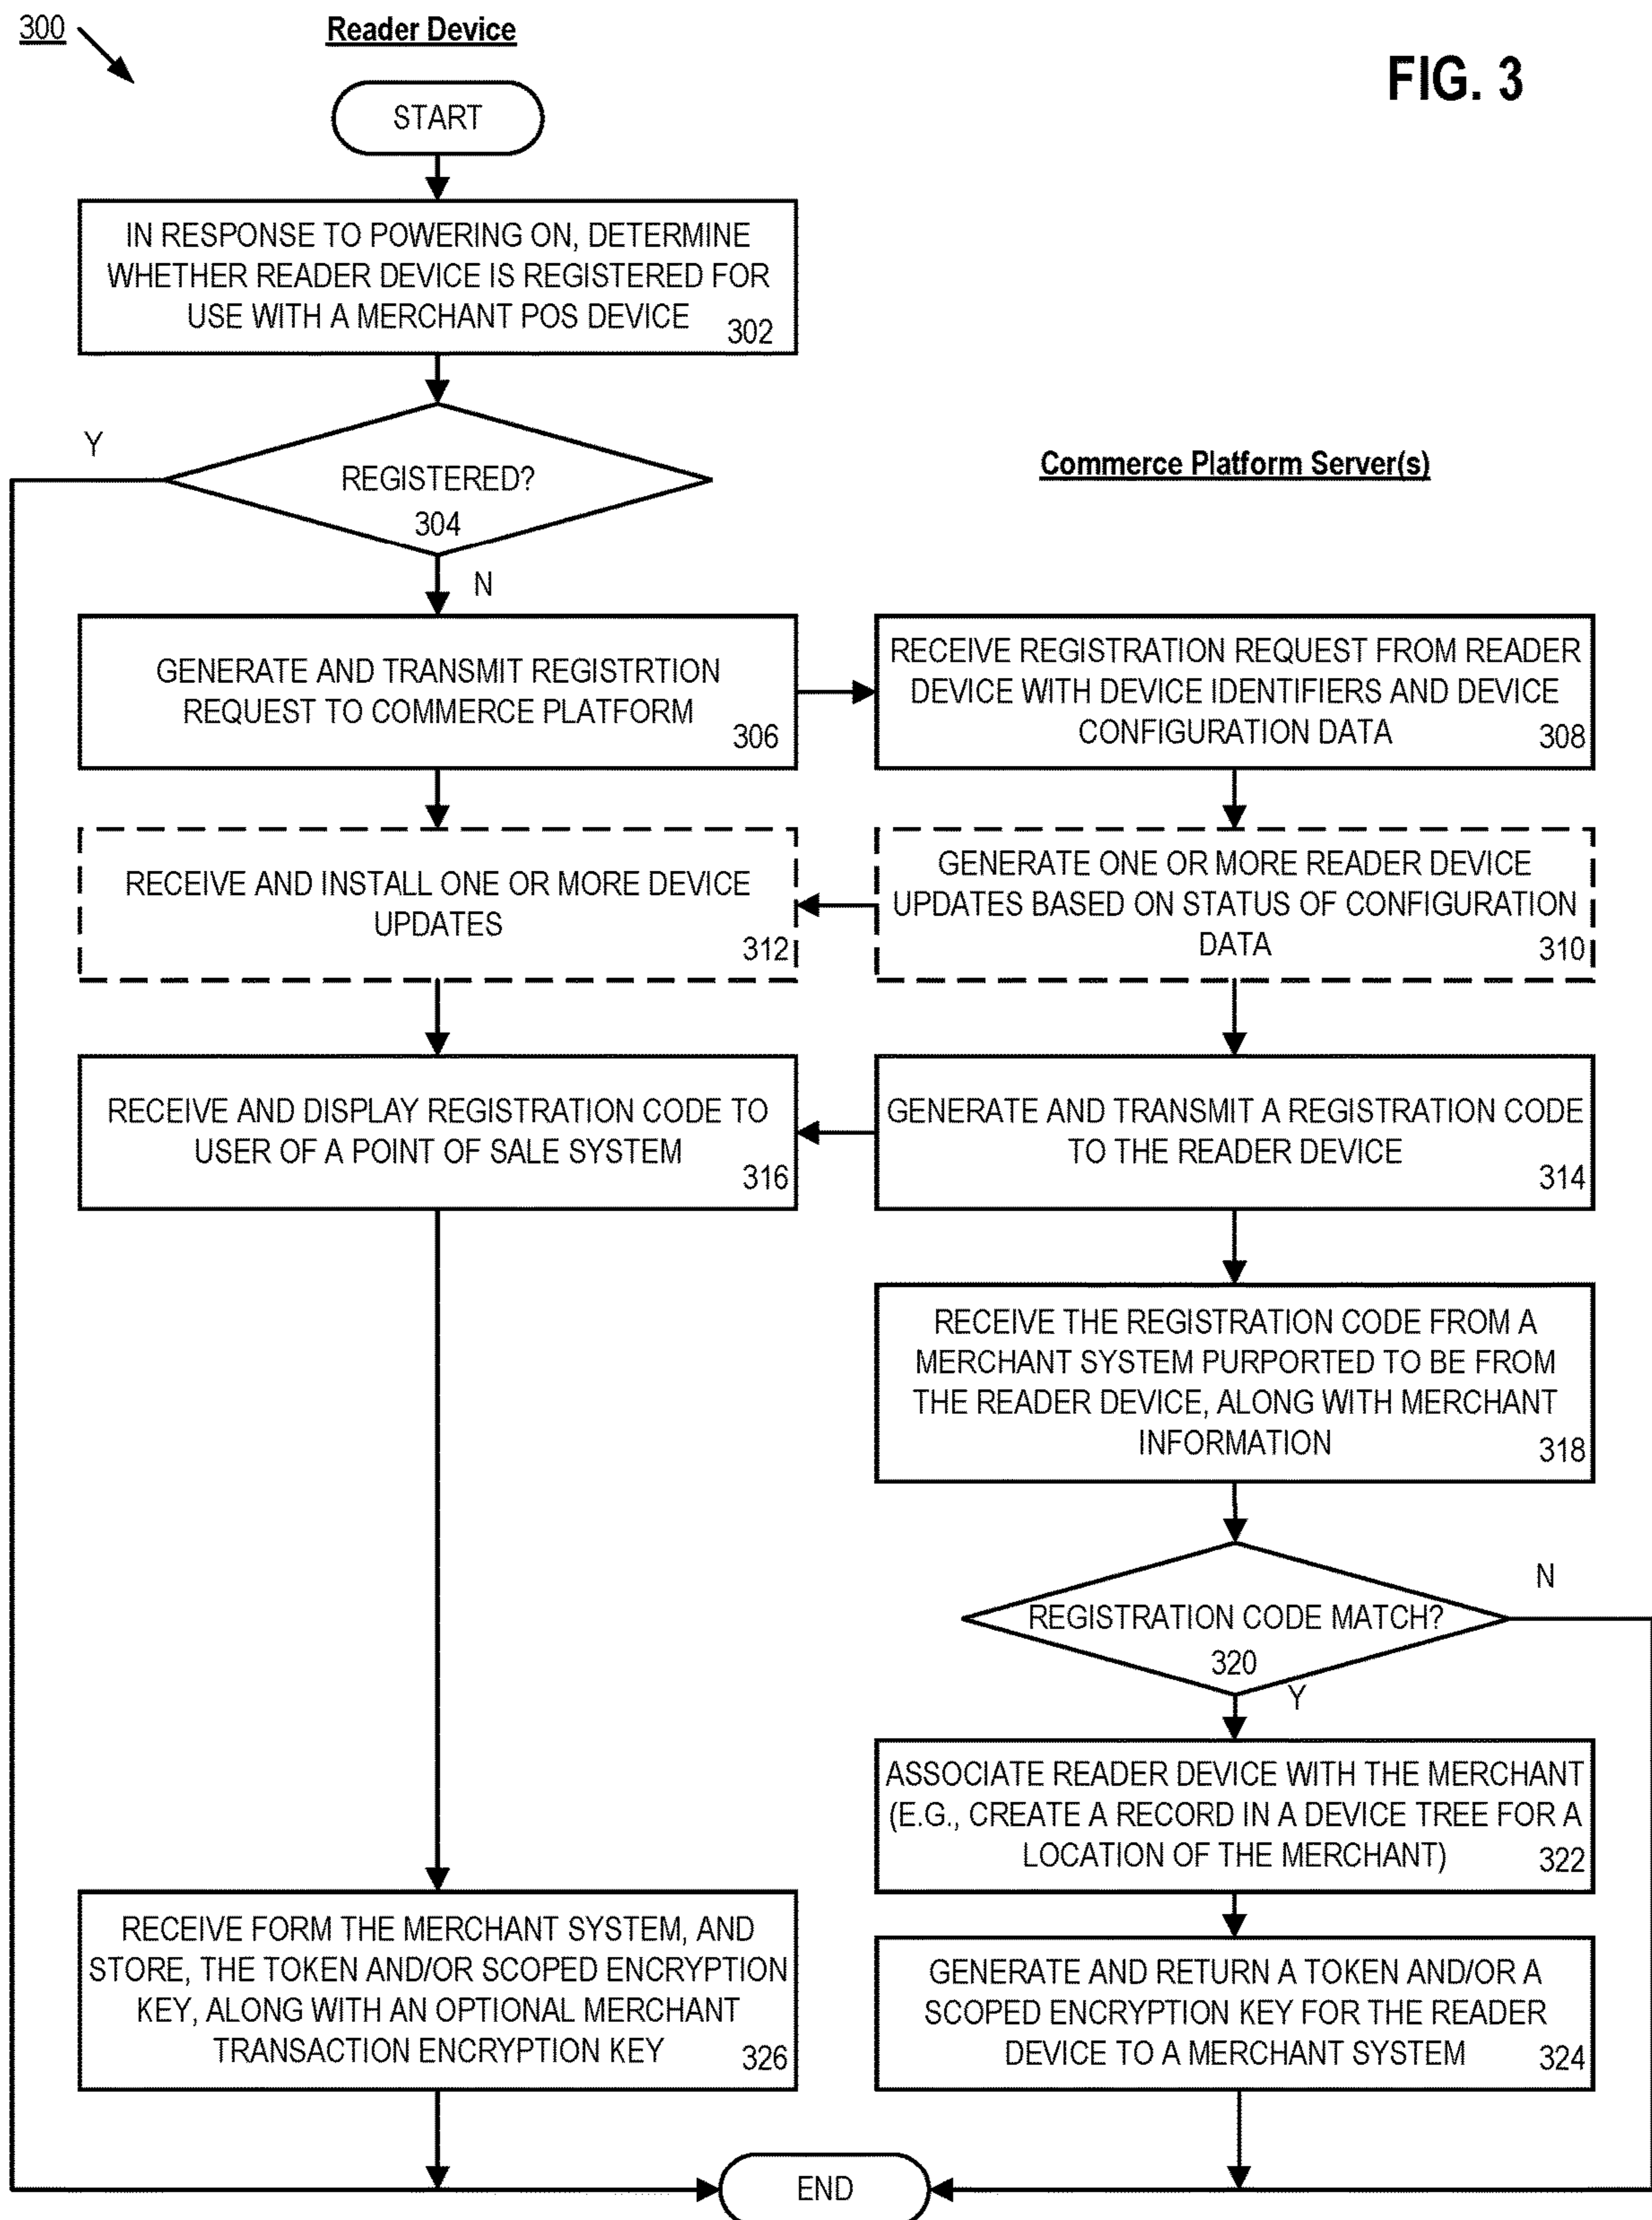 300
Reader Device
FIG. 3
START
IN RESPONSE TO POWERING ON, DETERMINE
WHETHER READER DEVICE IS REGISTERED FOR
USE WITH A MERCHANT POS DEVICE
302
Y
REGISTERED?
304
N
Commerce Platform Server(s)
GENERATE AND TRANSMIT REGISTRTION
REQUEST TO COMMERCE PLATFORM
306
RECEIVE REGISTRATION REQUEST FROM READER
DEVICE WITH DEVICE IDENTIFIERS AND DEVICE
CONFIGURATION DATA
308
RECEIVE AND INSTALL ONE OR MORE DEVICE
UPDATES
312
GENERATE ONE OR MORE READER DEVICE
UPDATES BASED ON STATUS OF CONFIGURATION
DATA
310
RECEIVE AND DISPLAY REGISTRATION CODE TO
USER OF A POINT OF SALE SYSTEM
316
GENERATE AND TRANSMIT A REGISTRATION CODE
TO THE READER DEVICE
314
RECEIVE THE REGISTRATION CODE FROM A
MERCHANT SYSTEM PURPORTED TO BE FROM
THE READER DEVICE, ALONG WITH MERCHANT
INFORMATION
318
REGISTRATION CODE MATCH?
320
N
Y
ASSOCIATE READER DEVICE WITH THE MERCHANT
(E.G., CREATE A RECORD IN A DEVICE TREE FOR A
LOCATION OF THE MERCHANT)
322
RECEIVE FORM THE MERCHANT SYSTEM, AND
STORE, THE TOKEN AND/OR SCOPED ENCRYPTION
KEY, ALONG WITH AN OPTIONAL MERCHANT
TRANSACTION ENCRYPTION KEY
326
GENERATE AND RETURN A TOKEN AND/OR A
SCOPED ENCRYPTION KEY FOR THE READER
DEVICE TO A MERCHANT SYSTEM
324
END